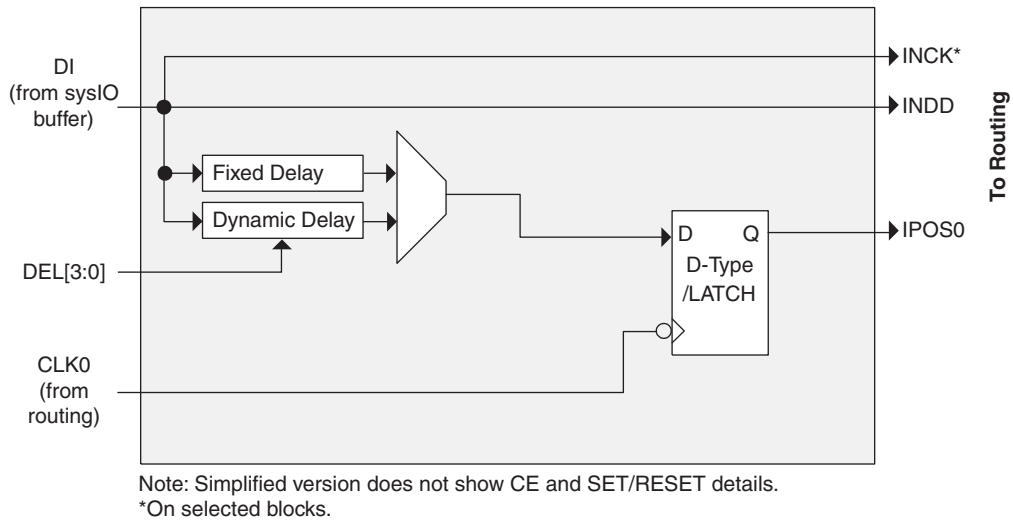 DI
(from sysIO
buffer)
INCK*
INDD
To Routing
Fixed Delay
Dynamic Delay
DEL[3:0]
D Q
D-Type
/LATCH
IPOS0
CLK0
(from
routing)
Note: Simplified version does not show CE and SET/RESET details.
*On selected blocks.